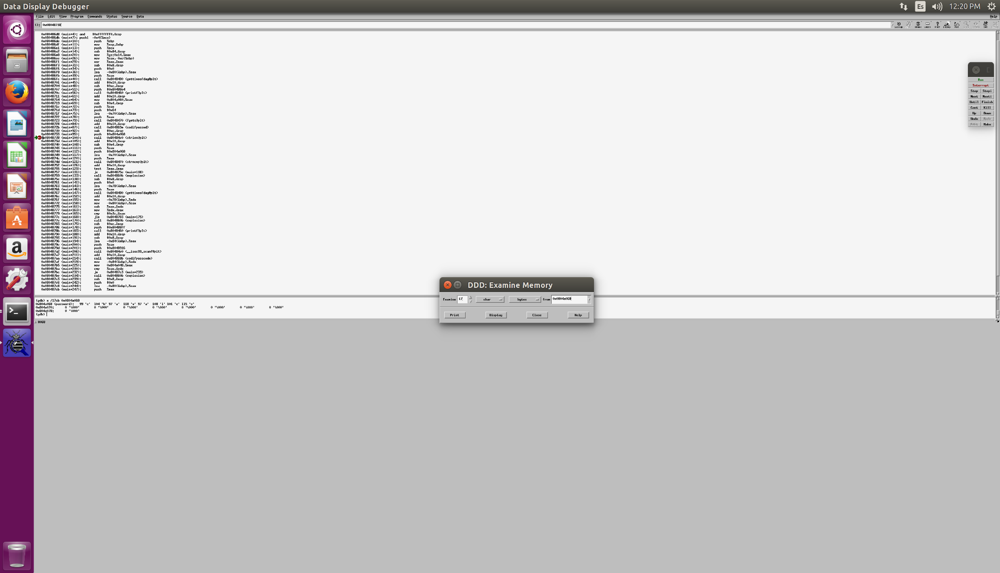 Data Display Debugger
Es
12:20 PM
File Edit View Program Commands Status Source Data
Help
(): 0x08048738
Lookup Break Watch Print Display Plot Set
0x080486d8 <main+4>: and $0xfffffff0,%esp
0x080486db <main+7>: pushl -0x4(%ecx)
0x080486de <main+10>: push %ebp
0x080486df <main+11>: mov %esp,%ebp
0x080486e1 <main+13>: push %ecx
0x080486e2 <main+14>: sub $0x84,%esp
0x080486e8 <main+20>: mov %gs:0x14,%eax
0x080486ee <main+26>: mov %eax,-0xc(%ebp)
0x080486f1 <main+29>: xor %eax,%eax
0x080486f3 <main+31>: sub $0x8,%esp
0x080486f6 <main+34>: push $0x0
0x080486f8 <main+36>: lea -0x80(%ebp),%eax
0x080486fb <main+39>: push %eax
0x080486fc <main+40>: call 0x8048480 <gettimeofday@plt>
0x08048701 <main+45>: add $0x10,%esp
0x08048704 <main+48>: sub $0xc,%esp
0x08048707 <main+51>: push $0x80488e4
0x0804870c <main+56>: call 0x8048460 <printf@plt>
0x08048711 <main+61>: add $0x10,%esp
0x08048714 <main+64>: mov 0x804a060,%eax
0x08048719 <main+69>: sub $0x4,%esp
0x0804871c <main+72>: push %eax
0x0804871d <main+73>: push $0x64
0x0804871f <main+75>: lea -0x70(%ebp),%eax
0x08048722 <main+78>: push %eax
0x08048723 <main+79>: call 0x8048470 <fgets@plt>
0x08048728 <main+84>: add $0x10,%esp
0x0804872b <main+87>: call 0x804869e <codifpasswd>
0x08048730 <main+92>: sub $0xc,%esp
0x08048733 <main+95>: push $0x804a068
0x08048738 <main+100>: call 0x80484c0 <strlen@plt>
0x0804873d <main+105>: add $0x10,%esp
0x08048740 <main+108>: sub $0x4,%esp
0x08048743 <main+111>: push %eax
0x08048744 <main+112>: push $0x804a068
0x08048749 <main+117>: lea -0x70(%ebp),%eax
0x0804874c <main+120>: push %eax
0x0804874d <main+121>: call 0x80484f0 <strncmp@plt>
0x08048752 <main+126>: add $0x10,%esp
0x08048755 <main+129>: test %eax,%eax
0x08048757 <main+131>: je 0x804875e <main+138>
0x08048759 <main+133>: call 0x804860b <explosion>
0x0804875e <main+138>: sub $0x8,%esp
0x08048761 <main+141>: push $0x0
0x08048763 <main+143>: lea -0x78(%ebp),%eax
0x08048766 <main+146>: push %eax
0x08048767 <main+147>: call 0x8048480 <gettimeofday@plt>
0x0804876c <main+152>: add $0x10,%esp
0x0804876f <main+155>: mov -0x78(%ebp),%edx
0x08048772 <main+158>: mov -0x80(%ebp),%eax
0x08048775 <main+161>: sub %eax,%edx
0x08048777 <main+163>: mov %edx,%eax
0x08048779 <main+165>: cmp $0x3c,%eax
0x0804877c <main+168>: jle 0x8048783 <main+175>
0x0804877e <main+170>: call 0x804860b <explosion>
0x08048783 <main+175>: sub $0xc,%esp
0x08048786 <main+178>: push $0x80488ff
0x0804878b <main+183>: call 0x8048460 <printf@plt>
0x08048790 <main+188>: add $0x10,%esp
0x08048793 <main+191>: sub $0x8,%esp
0x08048796 <main+194>: lea -0x84(%ebp),%eax
0x0804879c <main+200>: push %eax
0x0804879d <main+201>: push $0x8048916
0x080487a2 <main+206>: call 0x80484e0 <__isoc99_scanf@plt>
0x080487a7 <main+211>: add $0x10,%esp
0x080487aa <main+214>: call 0x804868b <codifpasscode>
0x080487af <main+219>: mov -0x84(%ebp),%edx
0x080487b5 <main+225>: mov 0x804a048,%eax
0x080487ba <main+230>: cmp %eax,%edx
0x080487bc <main+232>: je 0x80487c3 <main+239>
0x080487be <main+234>: call 0x804860b <explosion>
0x080487c3 <main+239>: sub $0x8,%esp
0x080487c6 <main+242>: push $0x0
0x080487c8 <main+244>: lea -0x80(%ebp),%eax
0x080487cb <main+247>: push %eax
Run
Interrupt
Step Stepi
Next Nexti
Until Finish
Cont Kill
Up Down
Undo Redo
Edit Make
DDD: Examine Memory
Examine 17 char bytes from 0x0804a068
Print Display Close Help
(gdb) x /17cb 0x0804a068
0x804a068 <password>: 99 'c' 104 'h' 97 'a' 118 'v' 97 'a' 108 'l' 101 'e' 115 's'
0x804a070: 0 '\000' 0 '\000' 0 '\000' 0 '\000' 0 '\000' 0 '\000' 0 '\000' 0 '\000'
0x804a078: 0 '\000'
(gdb)